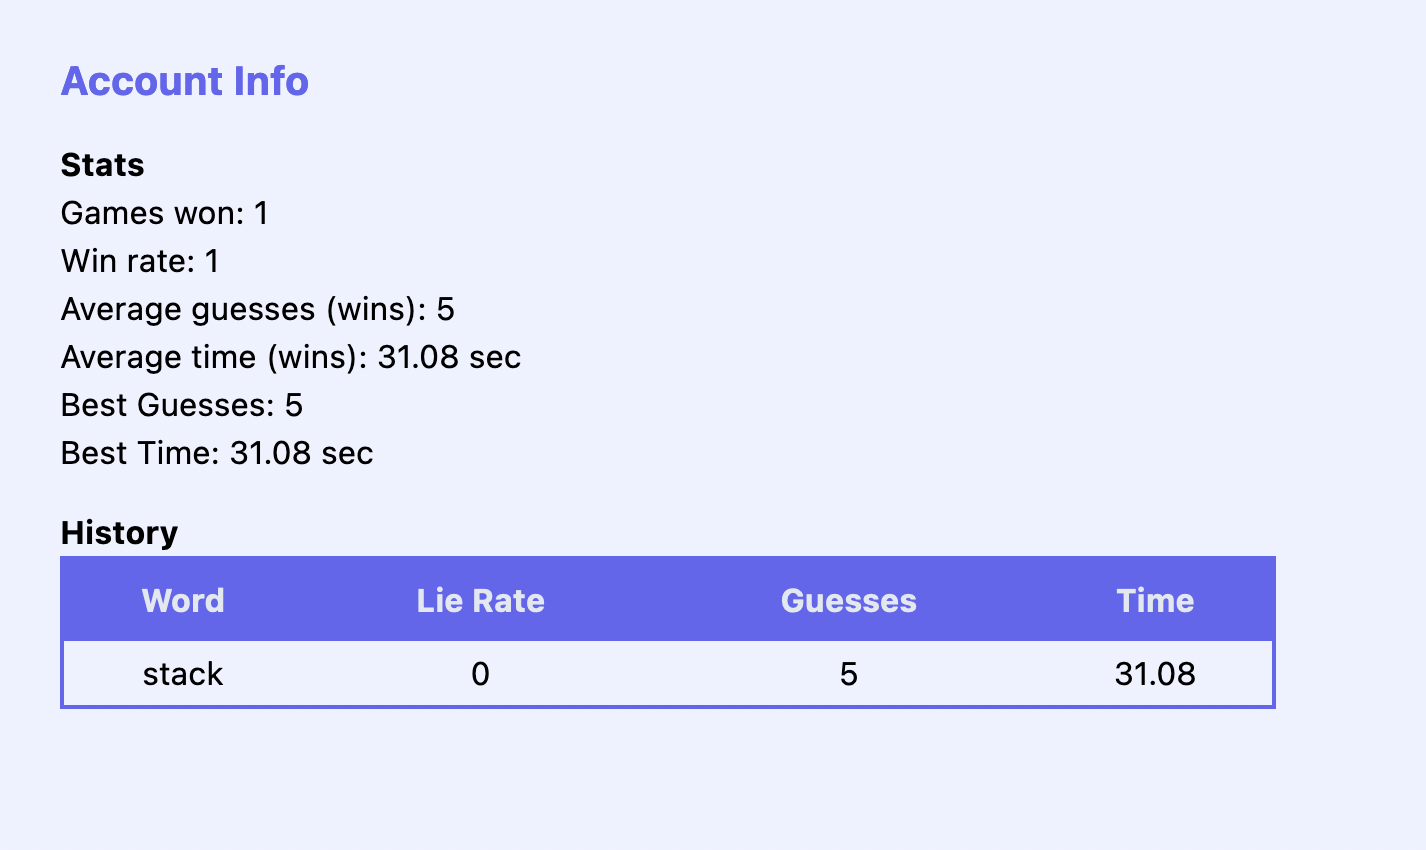 Account Info
Stats
Games won: 1
Win rate: 1
Average guesses (wins): 5
Average time (wins): 31.08 sec
Best Guesses: 5
Best Time: 31.08 sec
History
Word Lie Rate Guesses Time
stack 0 5 31.08